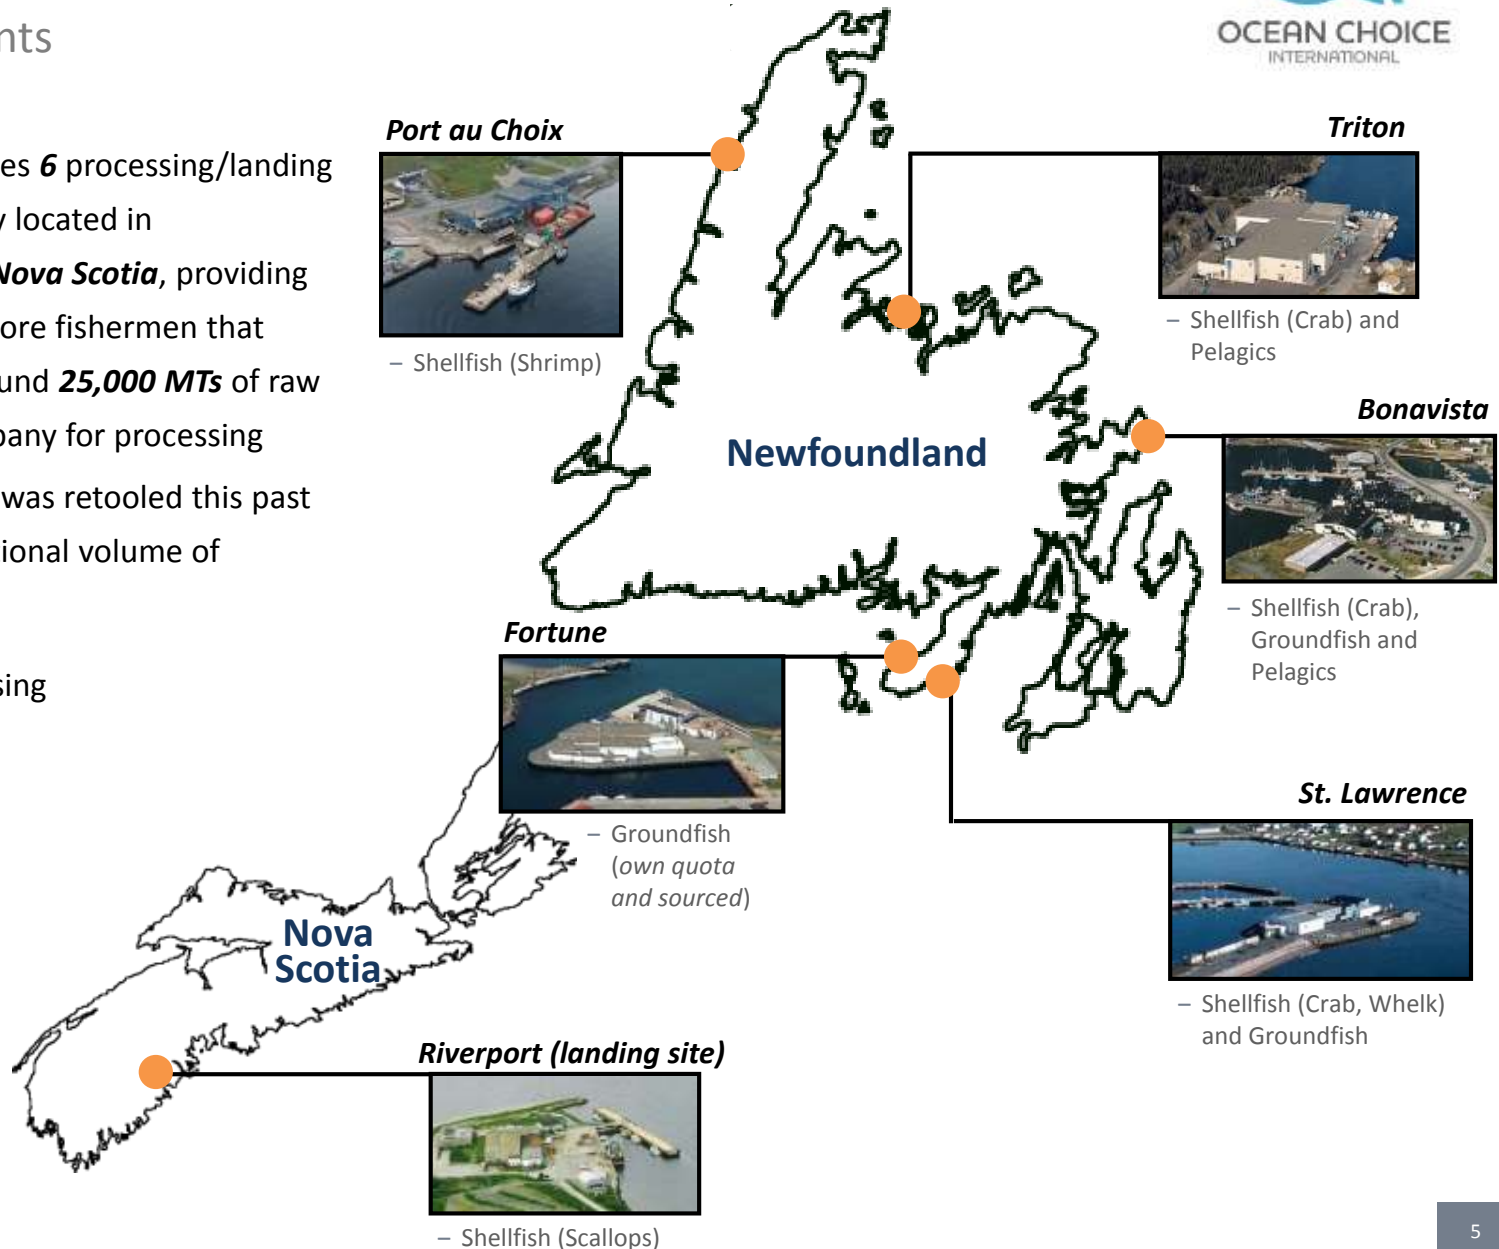 nts
OCEAN CHOICE
INTERNATIONAL
es 6 processing/landing
y located in
Nova Scotia, providing
ore fishermen that
und 25,000 MTs of raw
pany for processing
was retooled this past
ional volume of
sing
Port au Choix
– Shellfish (Shrimp)
Triton
– Shellfish (Crab) and
Pelagics
Newfoundland
Bonavista
– Shellfish (Crab),
Groundfish and
Pelagics
Fortune
– Groundfish
(own quota
and sourced)
St. Lawrence
– Shellfish (Crab, Whelk)
and Groundfish
Nova
Scotia
Riverport (landing site)
– Shellfish (Scallops)
5